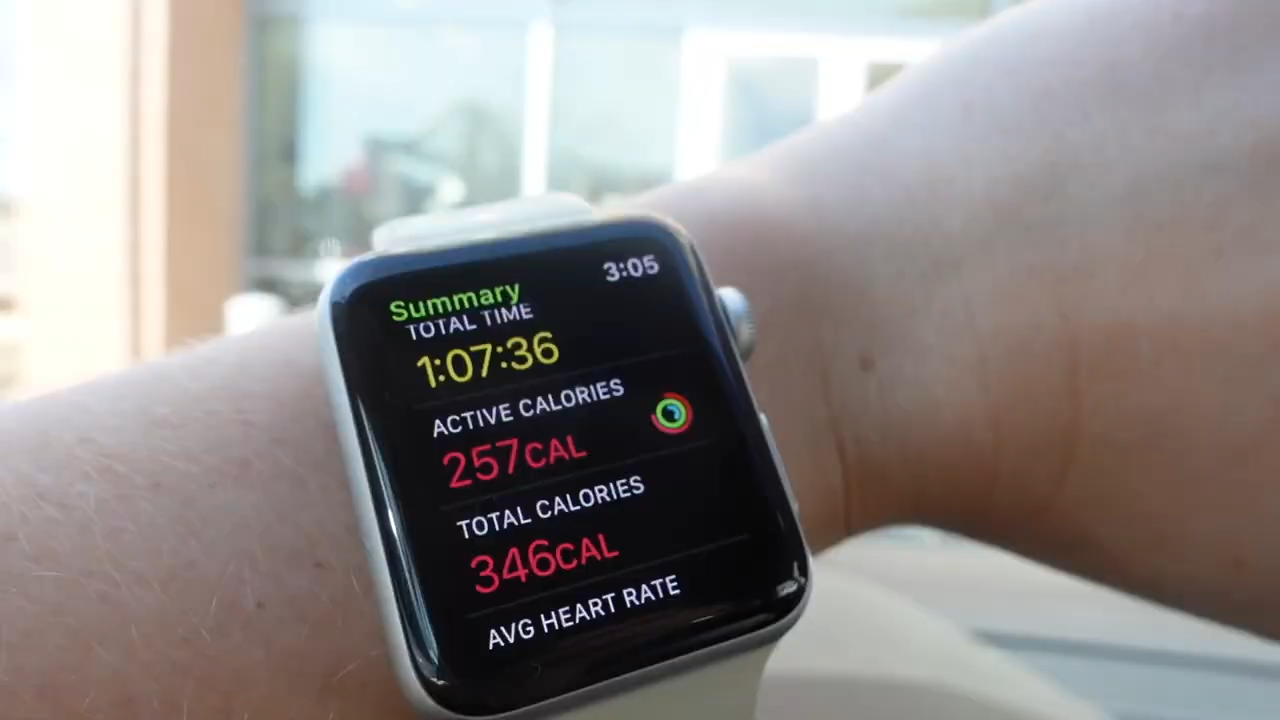 3:05
Summary
TOTAL TIME
1:07:36
ACTIVE CALORIES
257CAL
TOTAL CALORIES
346CAL
AVG HEART RATE